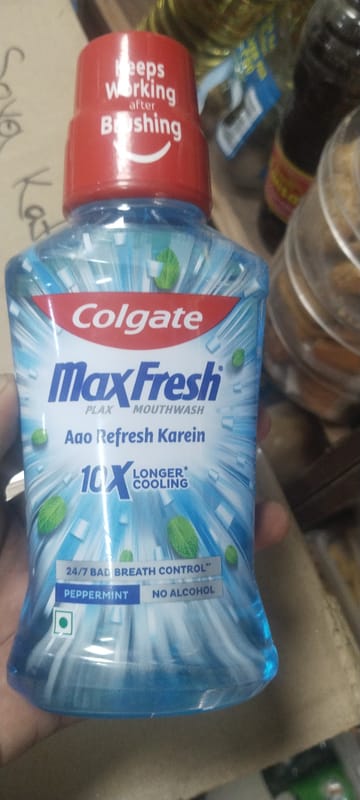 Keeps
Working
after
Brushing
Colgate
MaxFresh®
PLAX MOUTHWASH
Aao Refresh Karein
10X LONGER*
COOLING
24/7 BAD BREATH CONTROL**
PEPPERMINT NO ALCOHOL